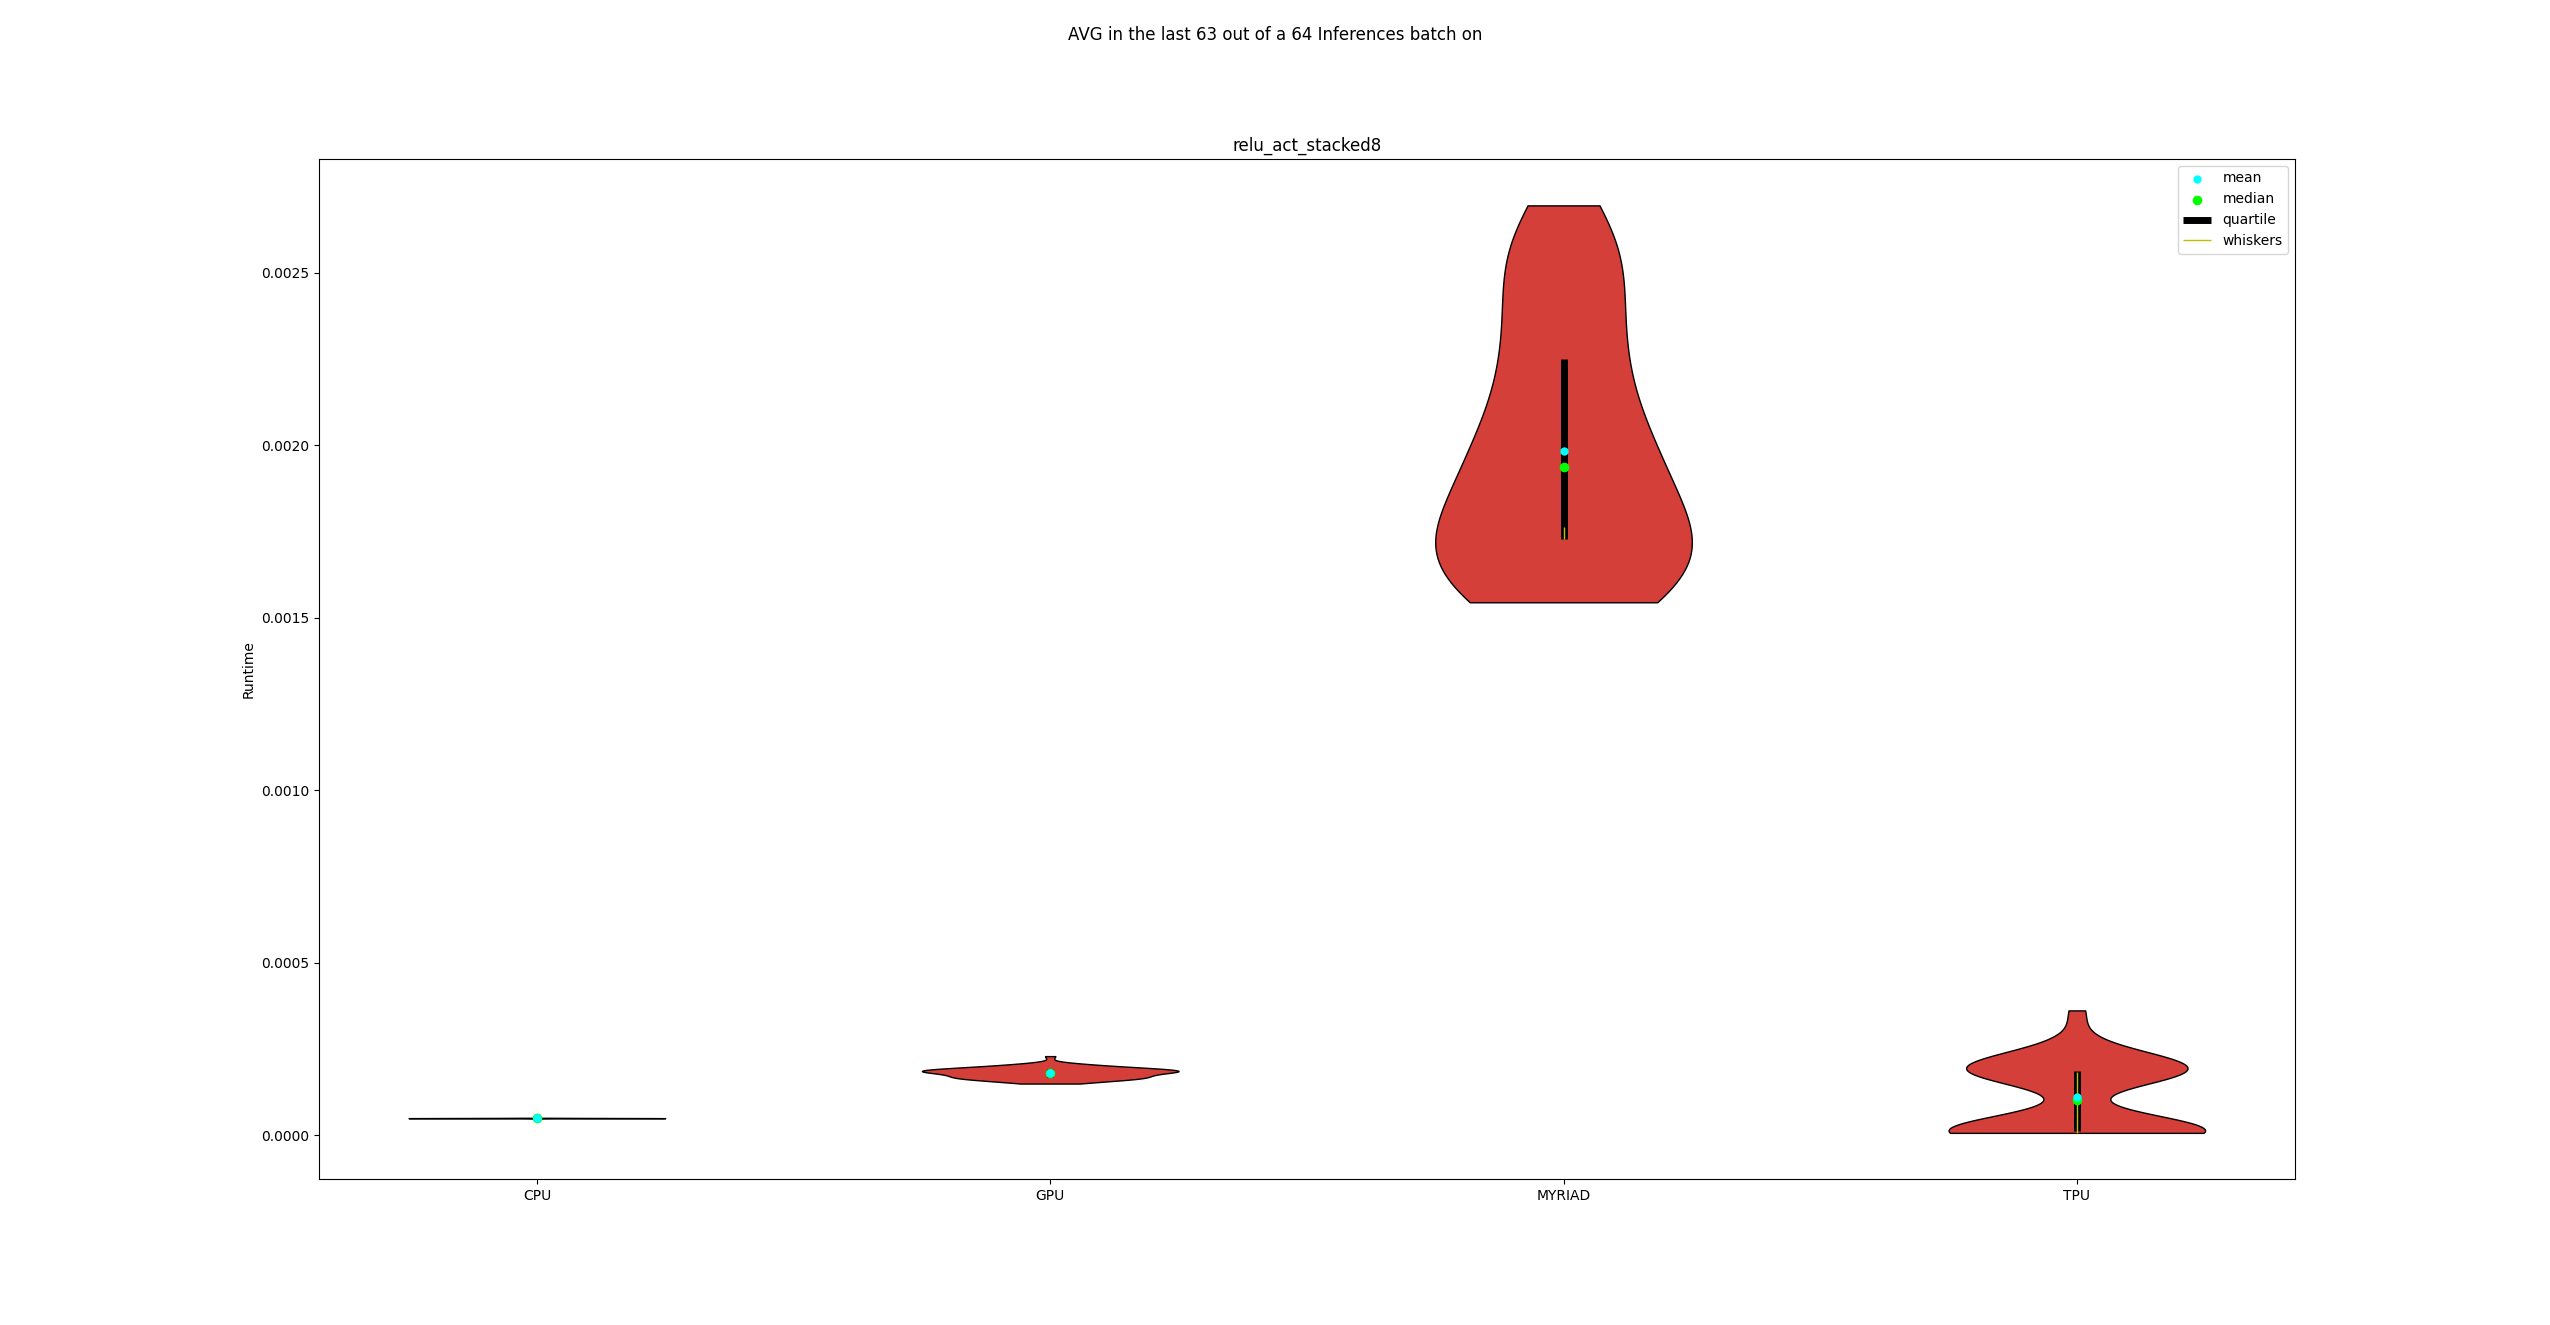 AVG in the last 63 out of a 64 Inferences batch on
relu_act_stacked8
mean
median
quartile
whiskers
0.0025
0.0020
0.0015
0.0010
0.0005
0.0000
Runtime
CPU
GPU
MYRIAD
TPU